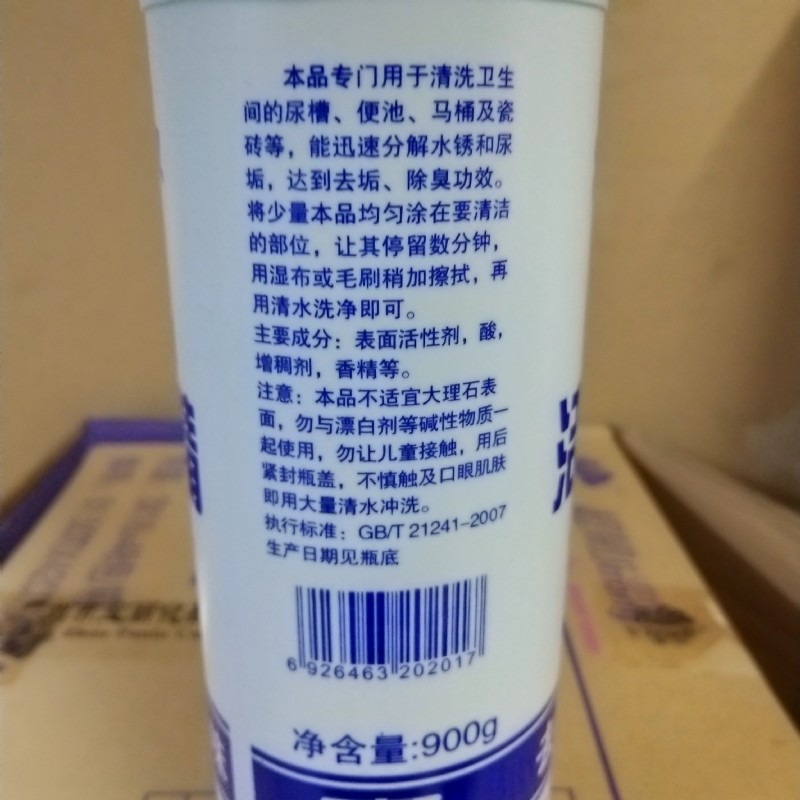 本品专门用于清洗卫生
间的尿槽、便池、马桶及瓷
砖等，能迅速分解水锈和尿
垢，达到去垢、除臭功效。
将少量本品均匀涂在要清洁
的部位，让其停留数分钟，
用湿布或毛刷稍加擦拭，再
用清水洗净即可。
主要成分：表面活性剂，酸，
增稠剂，香精等。
注意：本品不适宜大理石表
面，勿与漂白剂等碱性物质一
起使用，勿让儿童接触，用后
紧封瓶盖，不慎触及口眼肌肤
即用大量清水冲洗。
执行标准：GB/T 21241-2007
生产日期见瓶底
6 926463 202017
净含量:900g